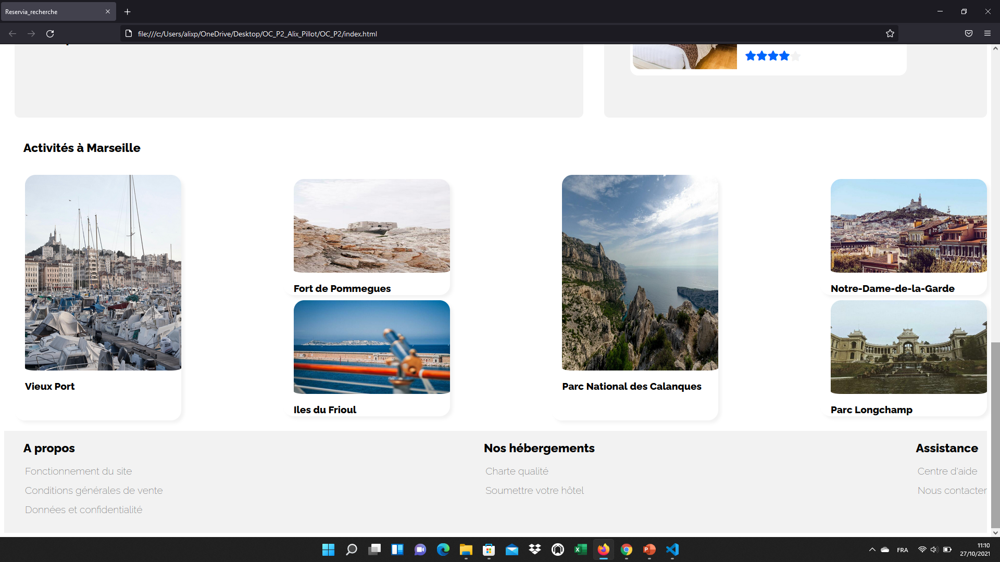 Reservia_recherche
file:///c:/Users/alixp/OneDrive/Desktop/OC_P2_Alix_Pillot/OC_P2/index.html
Activités à Marseille
Vieux Port
Fort de Pommegues
Iles du Frioul
Parc National des Calanques
Notre-Dame-de-la-Garde
Parc Longchamp
A propos
Fonctionnement du site
Conditions générales de vente
Données et confidentialité
Nos hébergements
Charte qualité
Soumettre votre hôtel
Assistance
Centre d'aide
Nous contacter
FRA
11:10
27/10/2021